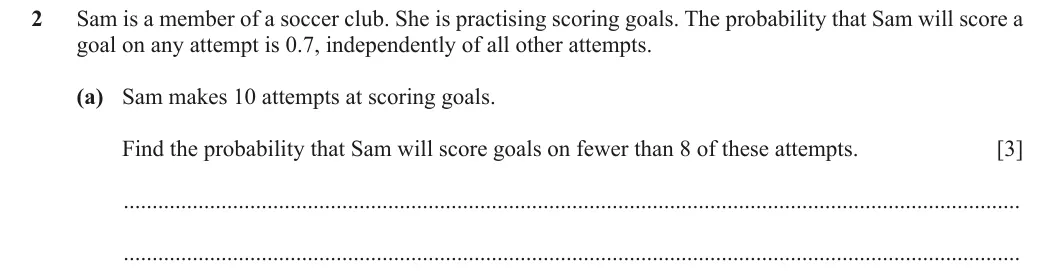 2 Sam is a member of a soccer club. She is practising scoring goals. The probability that Sam will score a
goal on any attempt is 0.7, independently of all other attempts.
(a) Sam makes 10 attempts at scoring goals.
Find the probability that Sam will score goals on fewer than 8 of these attempts. [3]